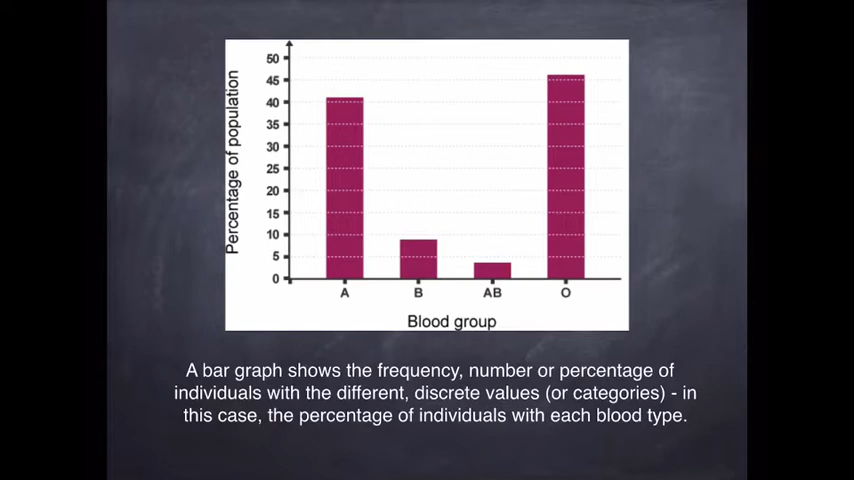 50
45
40
35
30
25
20
15
10
5
0
Percentage of population
A B AB O
Blood group
A bar graph shows the frequency, number or percentage of
individuals with the different, discrete values (or categories) - in
this case, the percentage of individuals with each blood type.